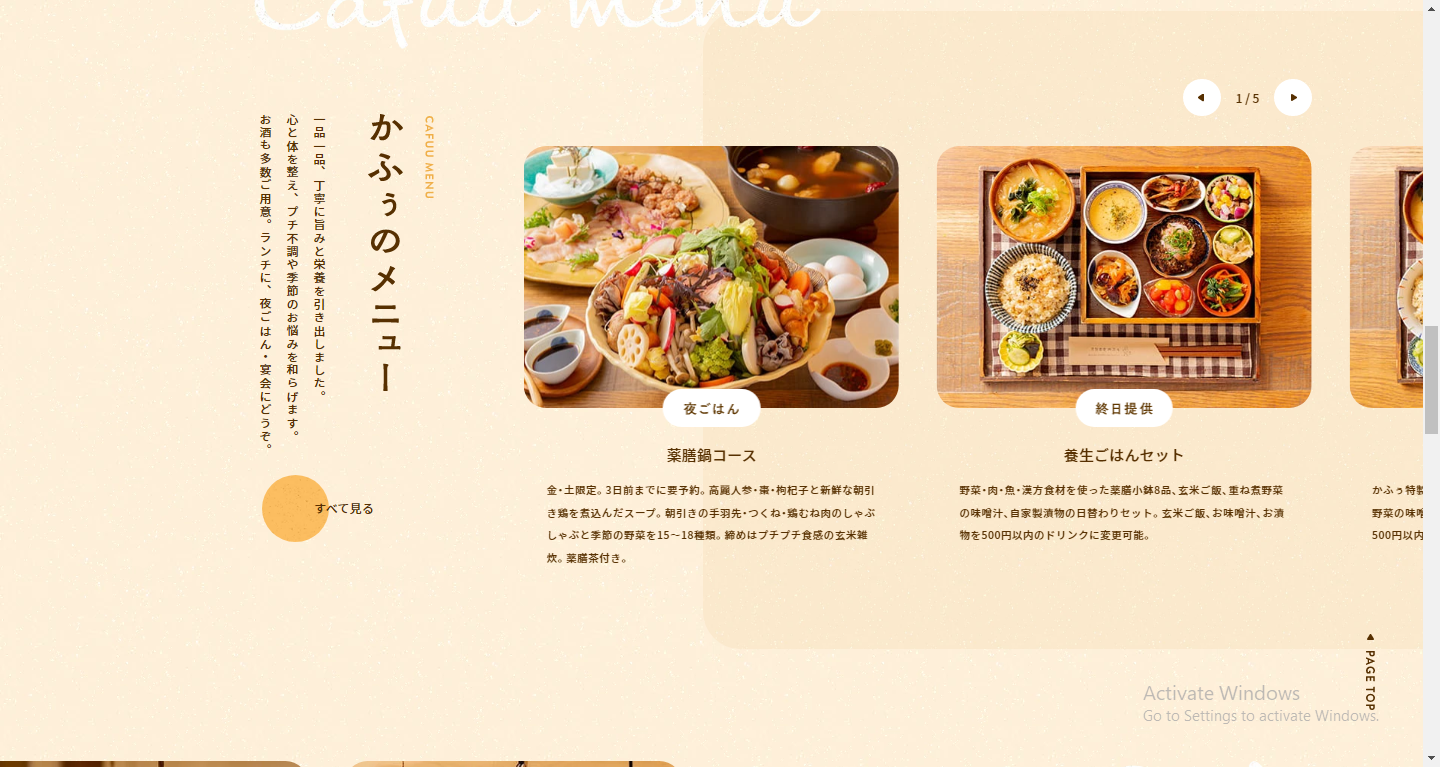 Cafuu menu
CAFUU MENU
かふぅのメニュー
一品一品、丁寧に旨みと栄養を引き出しました。
心と体を整え、プチ不調や季節のお悩みを和らげます。
お酒も多数ご用意。ランチに、夜ごはん・宴会にどうぞ。
すべて見る
1 / 5
夜ごはん
薬膳鍋コース
金・土限定。3日前までに要予約。高麗人参・棗・枸杞子と新鮮な朝引
き鶏を煮込んだスープ。朝引きの手羽先・つくね・鶏むね肉のしゃぶ
しゃぶと季節の野菜を15〜18種類。締めはプチプチ食感の玄米雑
炊。薬膳茶付き。
終日提供
養生ごはんセット
野菜・肉・魚・漢方食材を使った薬膳小鉢8品、玄米ご飯、重ね煮野菜
の味噌汁、自家製漬物の日替わりセット。玄米ご飯、お味噌汁、お漬
物を500円以内のドリンクに変更可能。
かふぅ特製
野菜の味噌
500円以内
PAGE TOP
Activate Windows
Go to Settings to activate Windows.